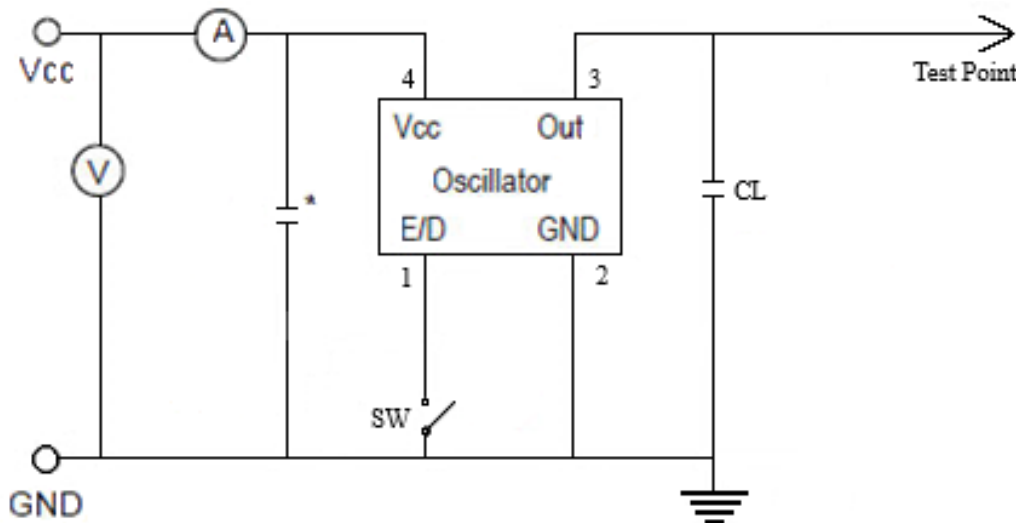 A
Vcc
4
3
Test Point
Vcc
Out
V
Oscillator
*
CL
E/D
GND
1
2
SW
GND